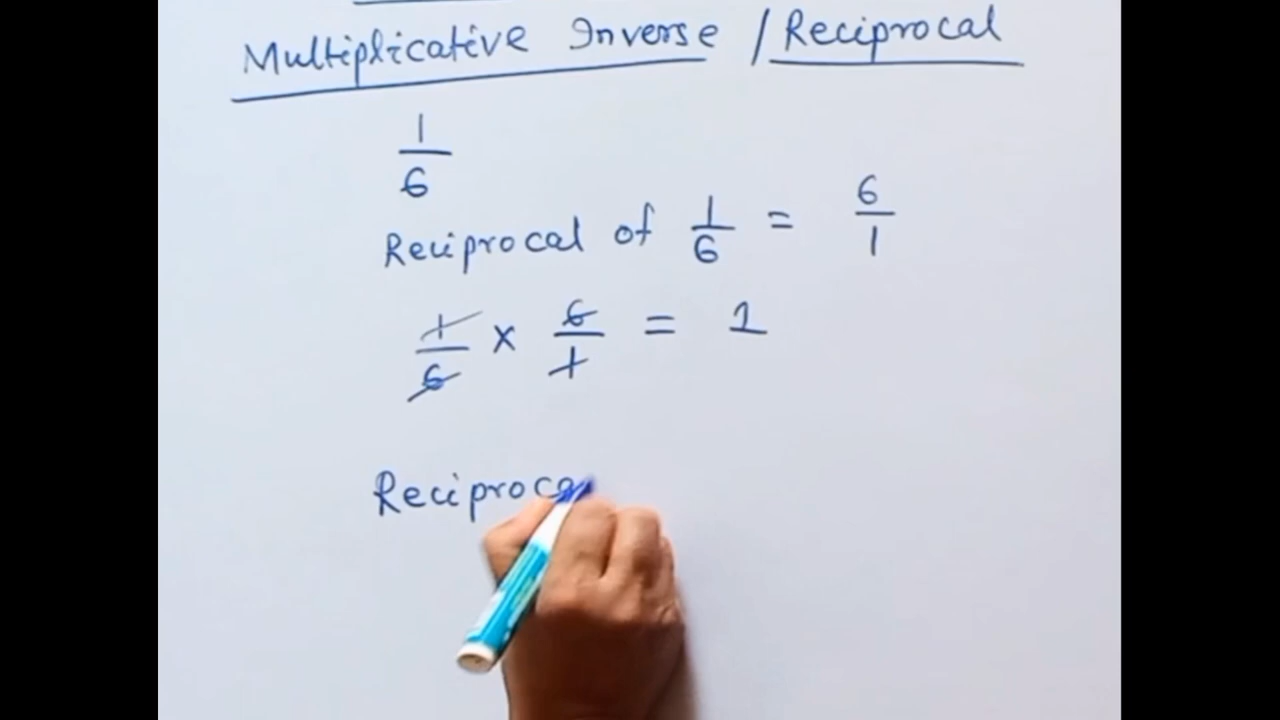 Multiplicative Inverse / Reciprocal
1/6
Reciprocal of 1/6 = 6/1
1/6 x 6/1 = 1
Reciproca